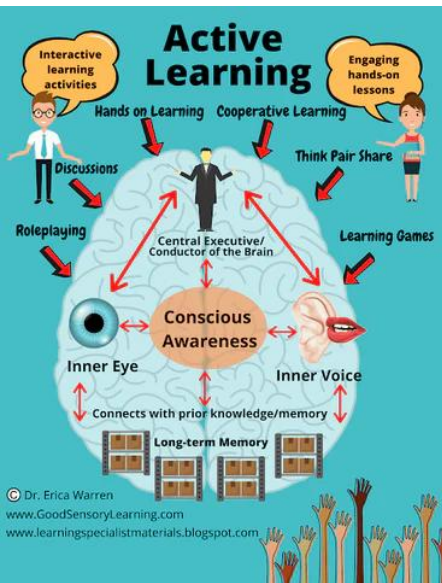 Active
Learning
Interactive
learning
activities
Engaging
hands-on
lessons
Hands on Learning
Cooperative Learning
Discussions
Think Pair Share
Roleplaying
Learning Games
Central Executive/
Conductor of the Brain
Conscious
Awareness
Inner Eye
Inner Voice
Connects with prior knowledge/memory
Long-term Memory
© Dr. Erica Warren
www.GoodSensoryLearning.com
www.learningspecialistmaterials.blogspot.com